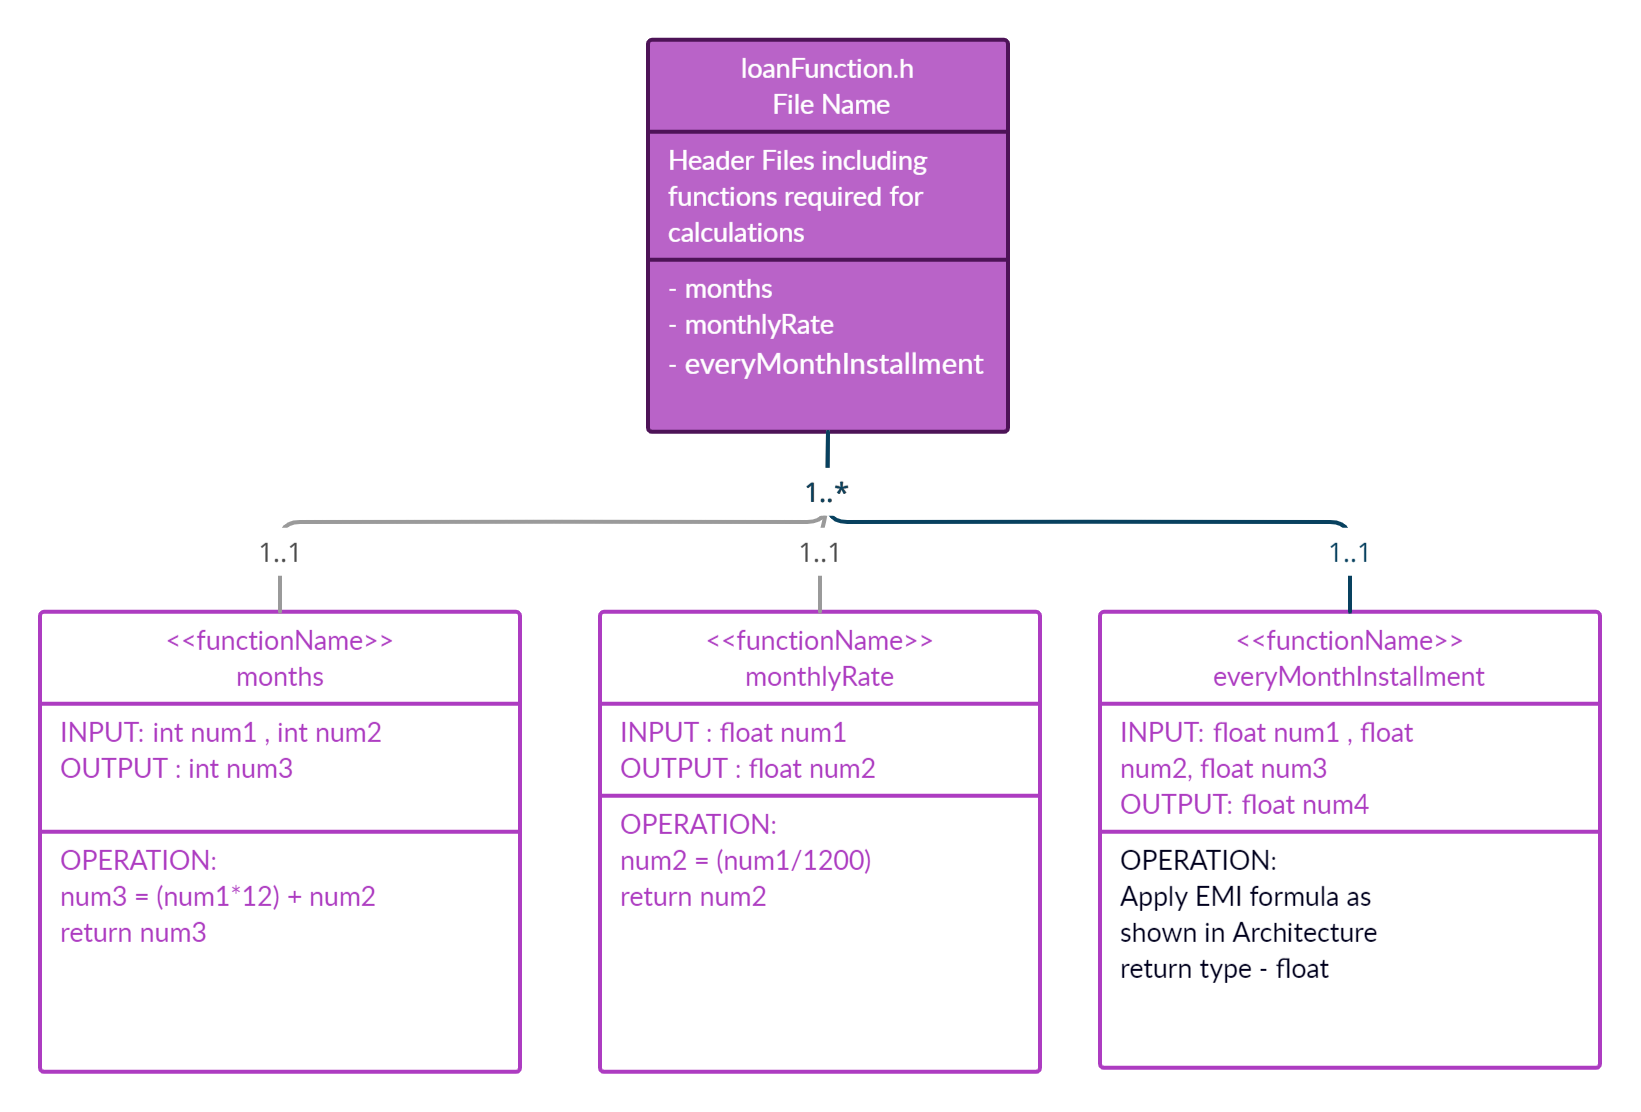 loanFunction.h
File Name
Header Files including
functions required for
calculations
- months
- monthlyRate
- everyMonthInstallment
1..*
1..1
1..1
1..1
<<functionName>>
months
INPUT: int num1 , int num2
OUTPUT : int num3
OPERATION:
num3 = (num1*12) + num2
return num3
<<functionName>>
monthlyRate
INPUT : float num1
OUTPUT : float num2
OPERATION:
num2 = (num1/1200)
return num2
<<functionName>>
everyMonthInstallment
INPUT: float num1 , float
num2, float num3
OUTPUT: float num4
OPERATION:
Apply EMI formula as
shown in Architecture
return type - float